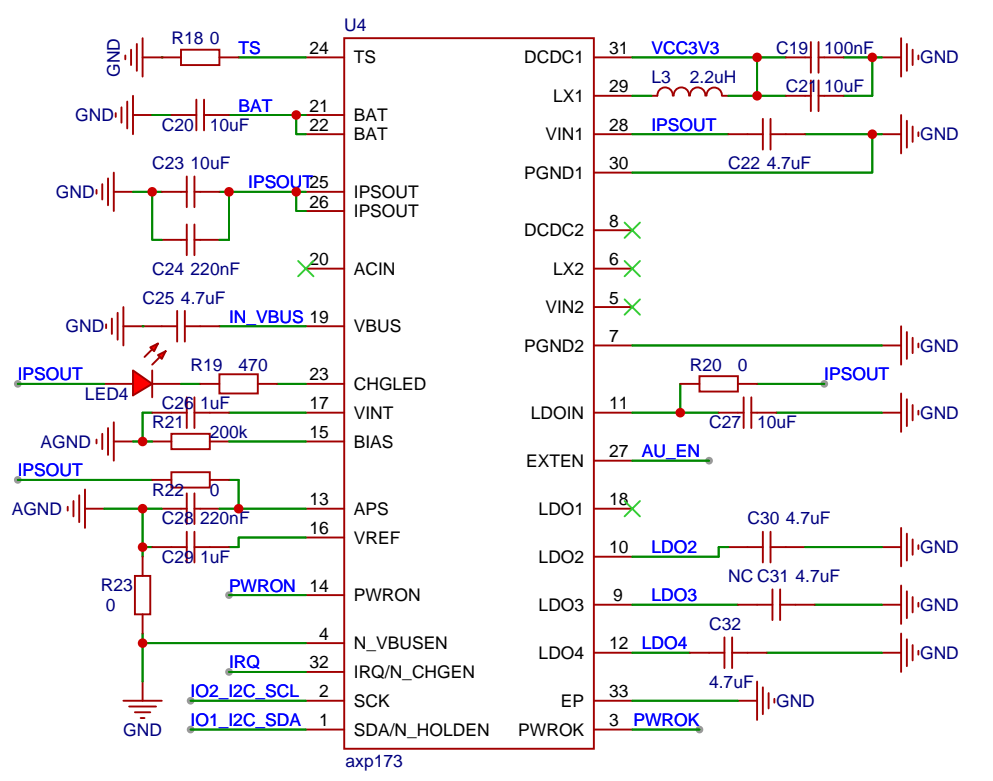 U4
GND
R18 0
TS
24
TS
GND
BAT
C20
10uF
21
BAT
22
BAT
C23 10uF
GND
IPSOUT
25
IPSOUT
26
IPSOUT
C24 220nF
20
ACIN
C25 4.7uF
GND
IN_VBUS
19
VBUS
IPSOUT
LED4
R19 470
23
CHGLED
C26 1uF
17
VINT
R21
200k
AGND
15
BIAS
IPSOUT
R22 0
AGND
C28 220nF
13
APS
C29 1uF
16
VREF
R23
0
PWRON
14
PWRON
4
N_VBUSEN
IRQ
32
IRQ/N_CHGEN
IO2_I2C_SCL
2
SCK
IO1_I2C_SDA
1
SDA/N_HOLDEN
GND
axp173
DCDC1
31
VCC3V3
C19 100nF
GND
LX1
29
L3 2.2uH
C21 10uF
VIN1
28
IPSOUT
C22 4.7uF
GND
PGND1
30
DCDC2
8
LX2
6
VIN2
5
PGND2
7
GND
R20 0
IPSOUT
LDOIN
11
C27 10uF
GND
EXTEN
27
AU_EN
LDO1
18
LDO2
10
LDO2
C30 4.7uF
GND
LDO3
9
LDO3
NC C31 4.7uF
GND
LDO4
12
LDO4
C32
4.7uF
GND
EP
33
GND
PWROK
3
PWROK